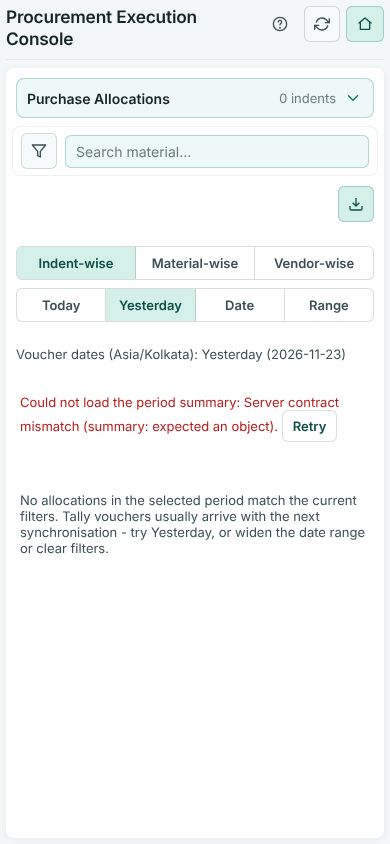 Procurement Execution
Console
Purchase Allocations
0 indents
Search material...
Indent-wise
Material-wise
Vendor-wise
Today
Yesterday
Date
Range
Voucher dates (Asia/Kolkata): Yesterday (2026-11-23)
Could not load the period summary: Server contract
mismatch (summary: expected an object).
Retry
No allocations in the selected period match the current
filters. Tally vouchers usually arrive with the next
synchronisation - try Yesterday, or widen the date range
or clear filters.